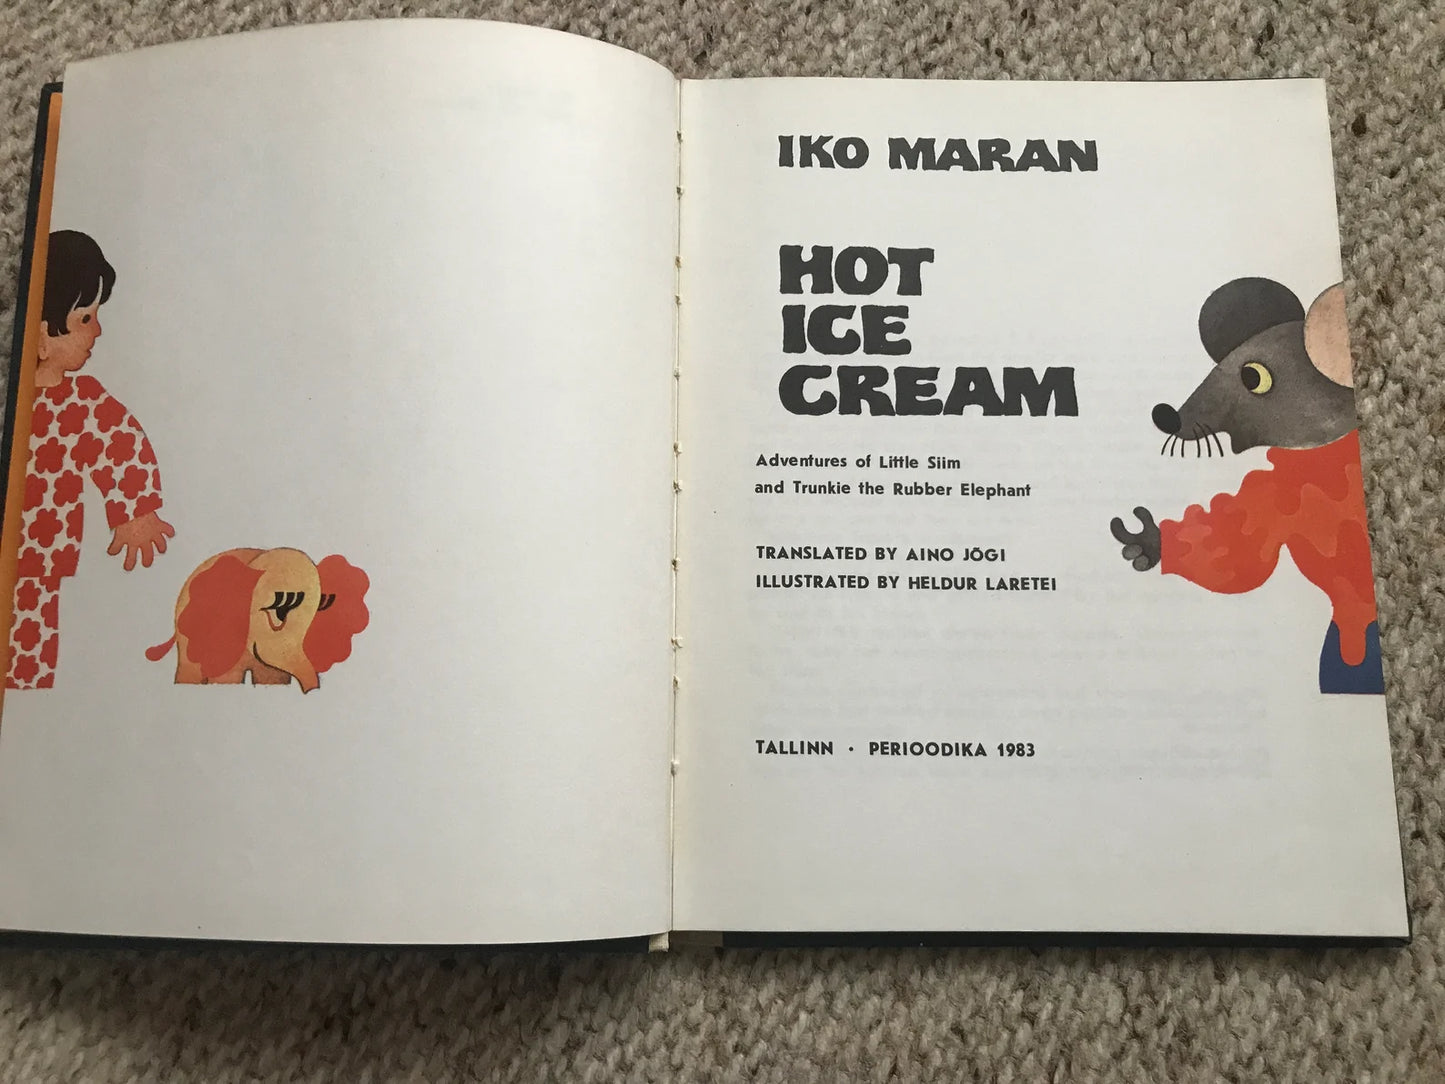 IKO MARAN
HOT
ICE
CREAM
Adventures of Little Siim
and Trunkie the Rubber Elephant
TRANSLATED BY AINO JÕGI
ILLUSTRATED BY HELDUR LARETEI
TALLINN · PERIOODIKA 1983